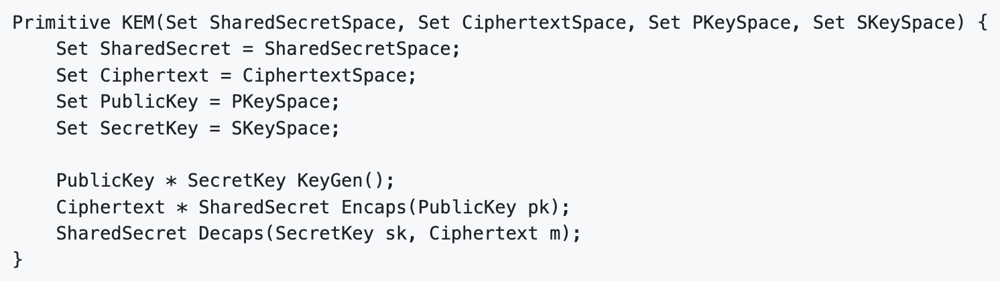 Primitive KEM(Set SharedSecretSpace, Set CiphertextSpace, Set PKeySpace, Set SKeySpace) {
    Set SharedSecret = SharedSecretSpace;
    Set Ciphertext = CiphertextSpace;
    Set PublicKey = PKeySpace;
    Set SecretKey = SKeySpace;

    PublicKey * SecretKey KeyGen();
    Ciphertext * SharedSecret Encaps(PublicKey pk);
    SharedSecret Decaps(SecretKey sk, Ciphertext m);
}